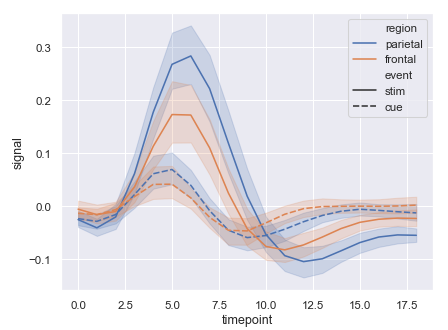 region
parietal
frontal
event
stim
cue
signal
0.3
0.2
0.1
0.0
−0.1
0.0 2.5 5.0 7.5 10.0 12.5 15.0 17.5
timepoint